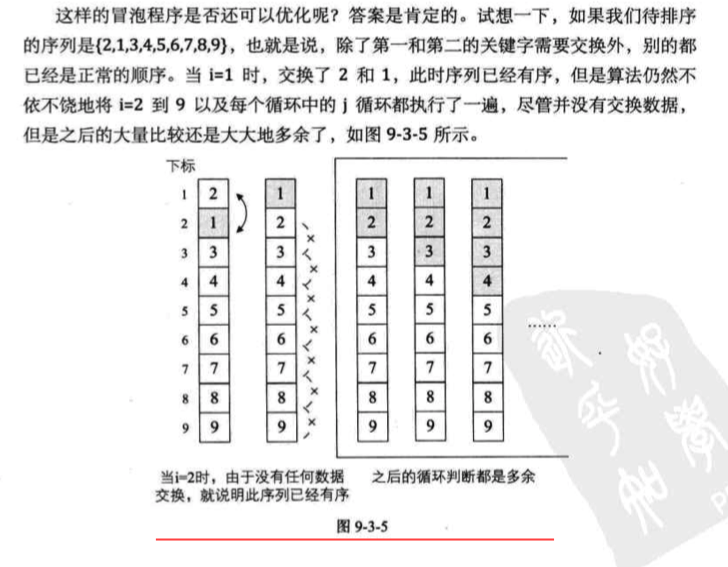 这样的冒泡程序是否还可以优化呢？答案是肯定的。试想一下，如果我们待排序
的序列是{2,1,3,4,5,6,7,8,9}，也就是说，除了第一和第二的关键字需要交换外，别的都
已经是正常的顺序。当 i=1 时，交换了 2 和 1，此时序列已经有序，但是算法仍然不
依不饶地将 i=2 到 9 以及每个循环中的 j 循环都执行了一遍，尽管并没有交换数据，
但是之后的大量比较还是大大地多余了，如图 9-3-5 所示。
下标
1 2 1 1 1 1
2 1 2 2 2 2
3 3 3 3 3 3
4 4 4 4 4 4
5 5 5 5 5 5
6 6 6 6 6 6
7 7 7 7 7 7
8 8 8 8 8 8
9 9 9 9 9 9
……
当i=2时，由于没有任何数据
交换，就说明此序列已经有序
之后的循环判断都是多余
图 9-3-5